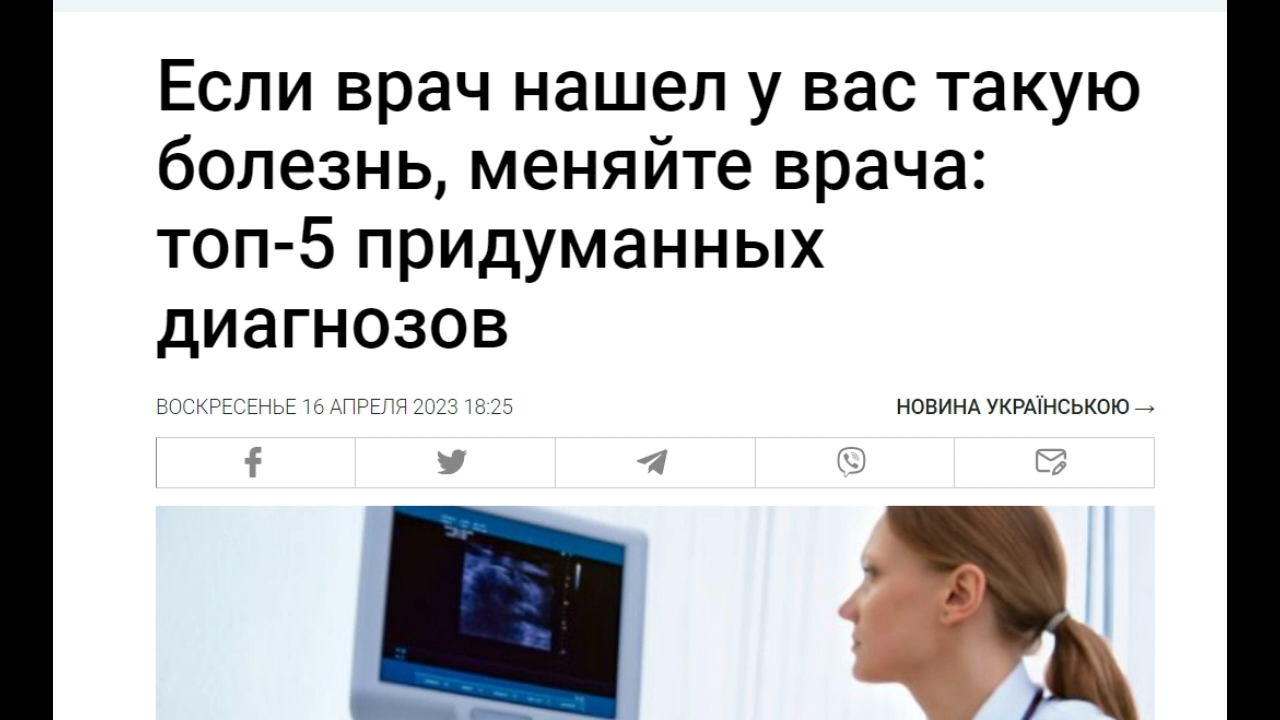 Если врач нашел у вас такую
болезнь, меняйте врача:
топ-5 придуманных
диагнозов
ВОСКРЕСЕНЬЕ 16 АПРЕЛЯ 2023 18:25
НОВИНА УКРАЇНСЬКОЮ →